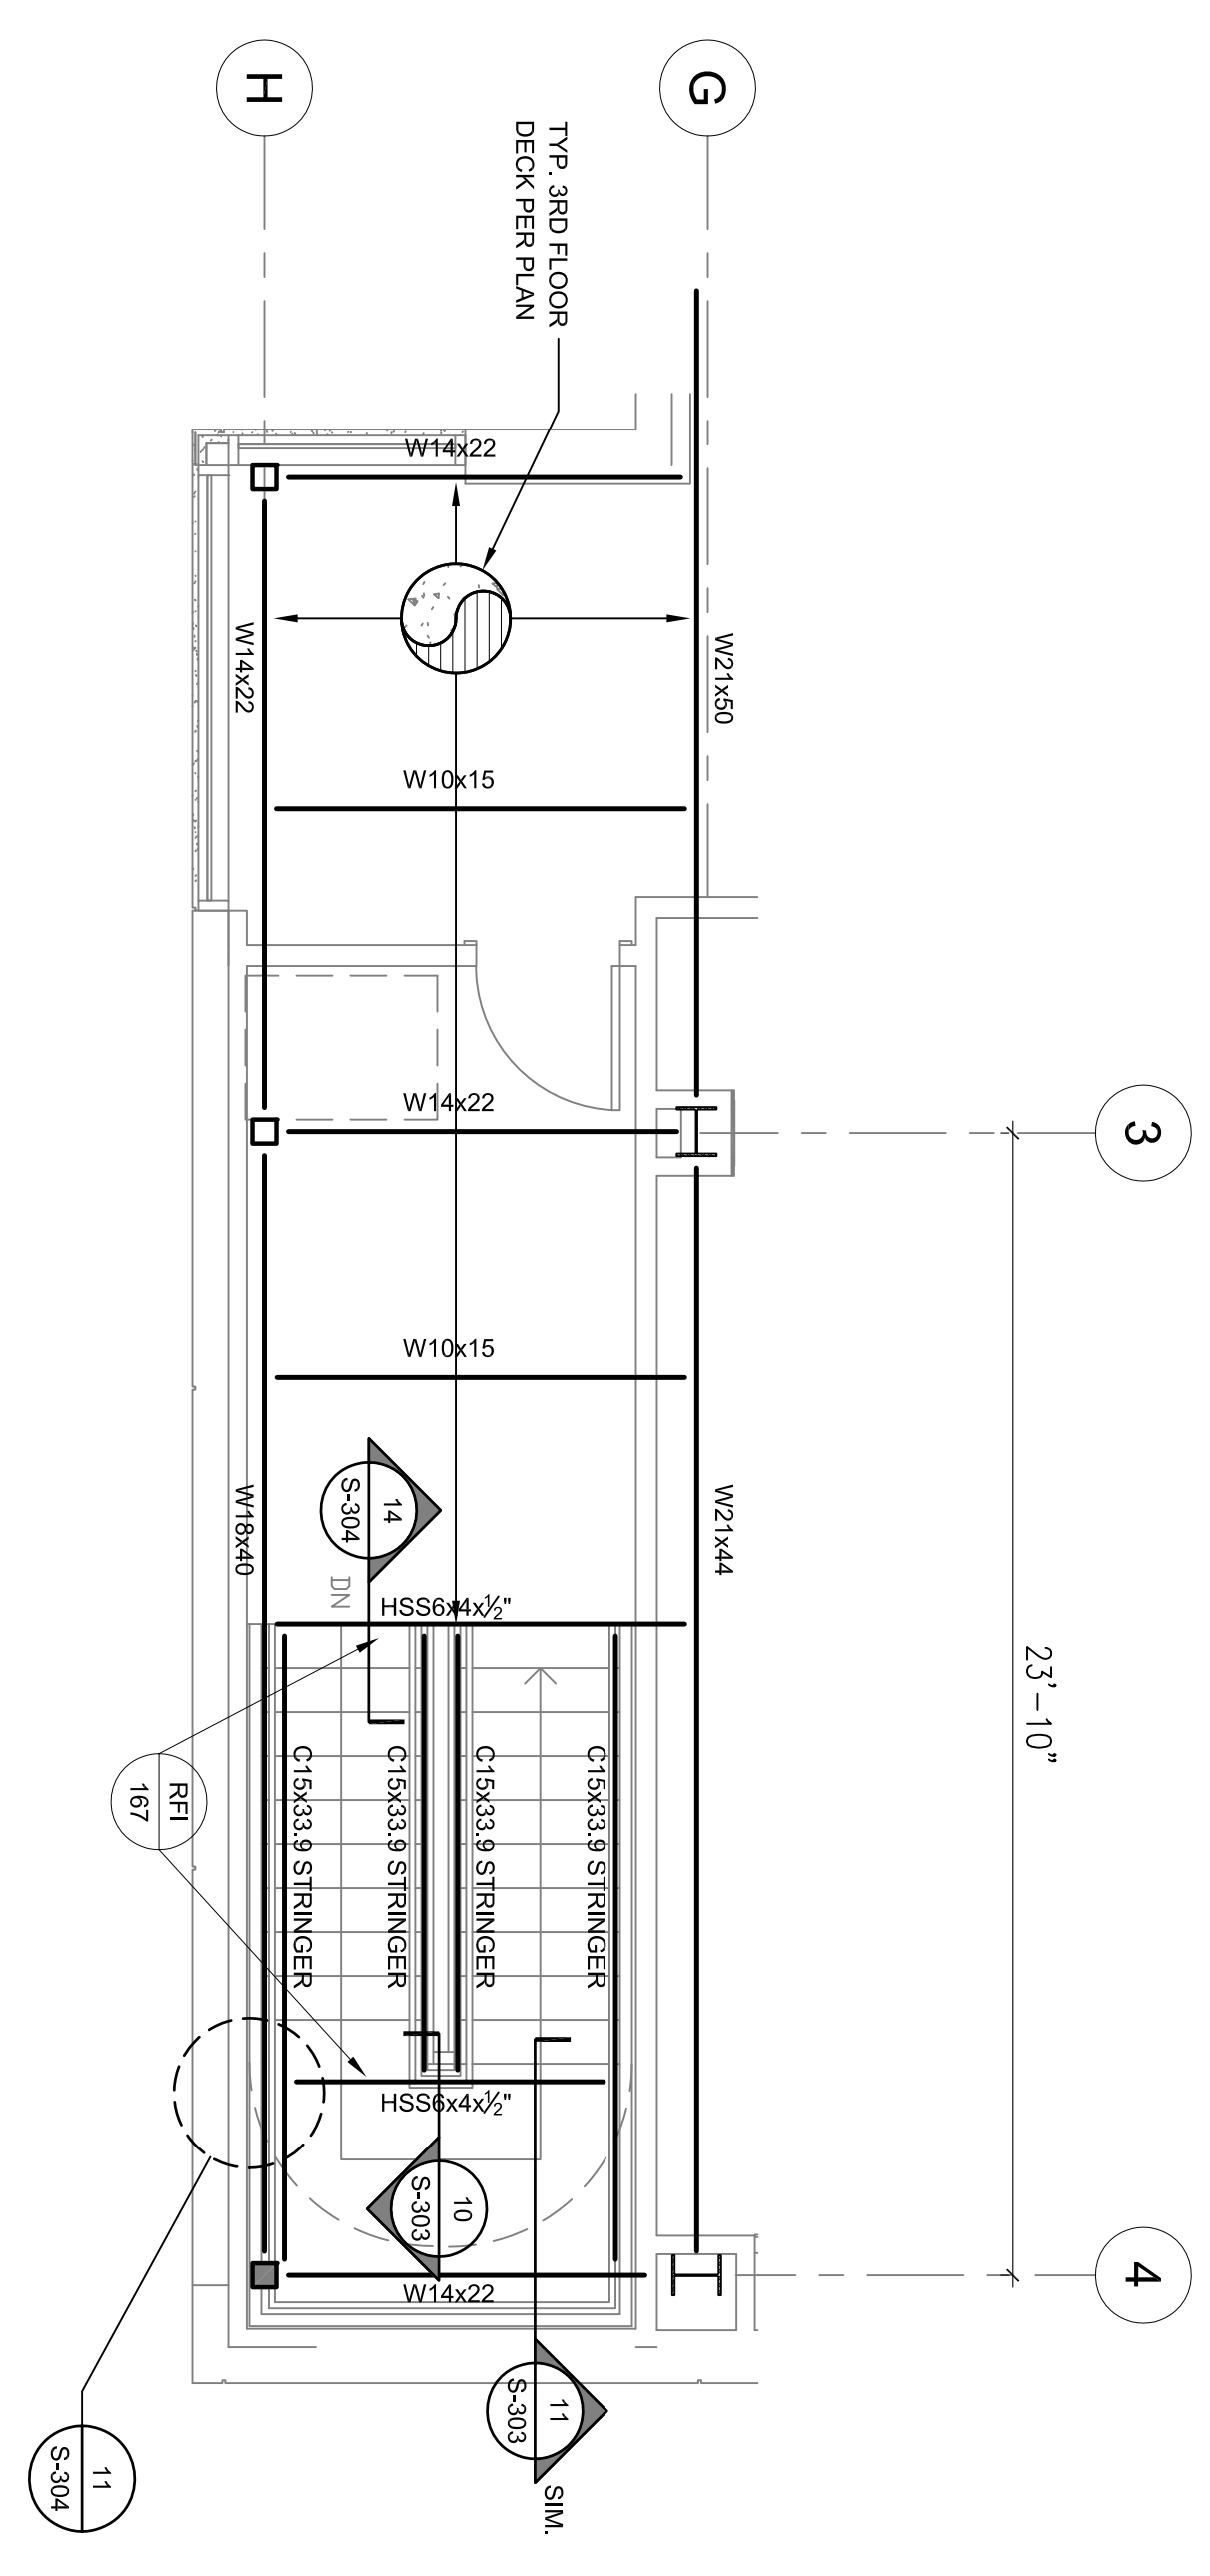 H
G
TYP. 3RD FLOOR
DECK PER PLAN
W14x22
W14x22
W21x50
W10x15
3
W14x22
W10x15
14
S-304
W18x40
W21x44
DN
HSS6x4x½"
23'-10"
RFI
167
C15x33.9 STRINGER
C15x33.9 STRINGER
C15x33.9 STRINGER
C15x33.9 STRINGER
HSS6x4x½"
10
S-303
4
W14x22
11
S-303
SIM.
11
S-304